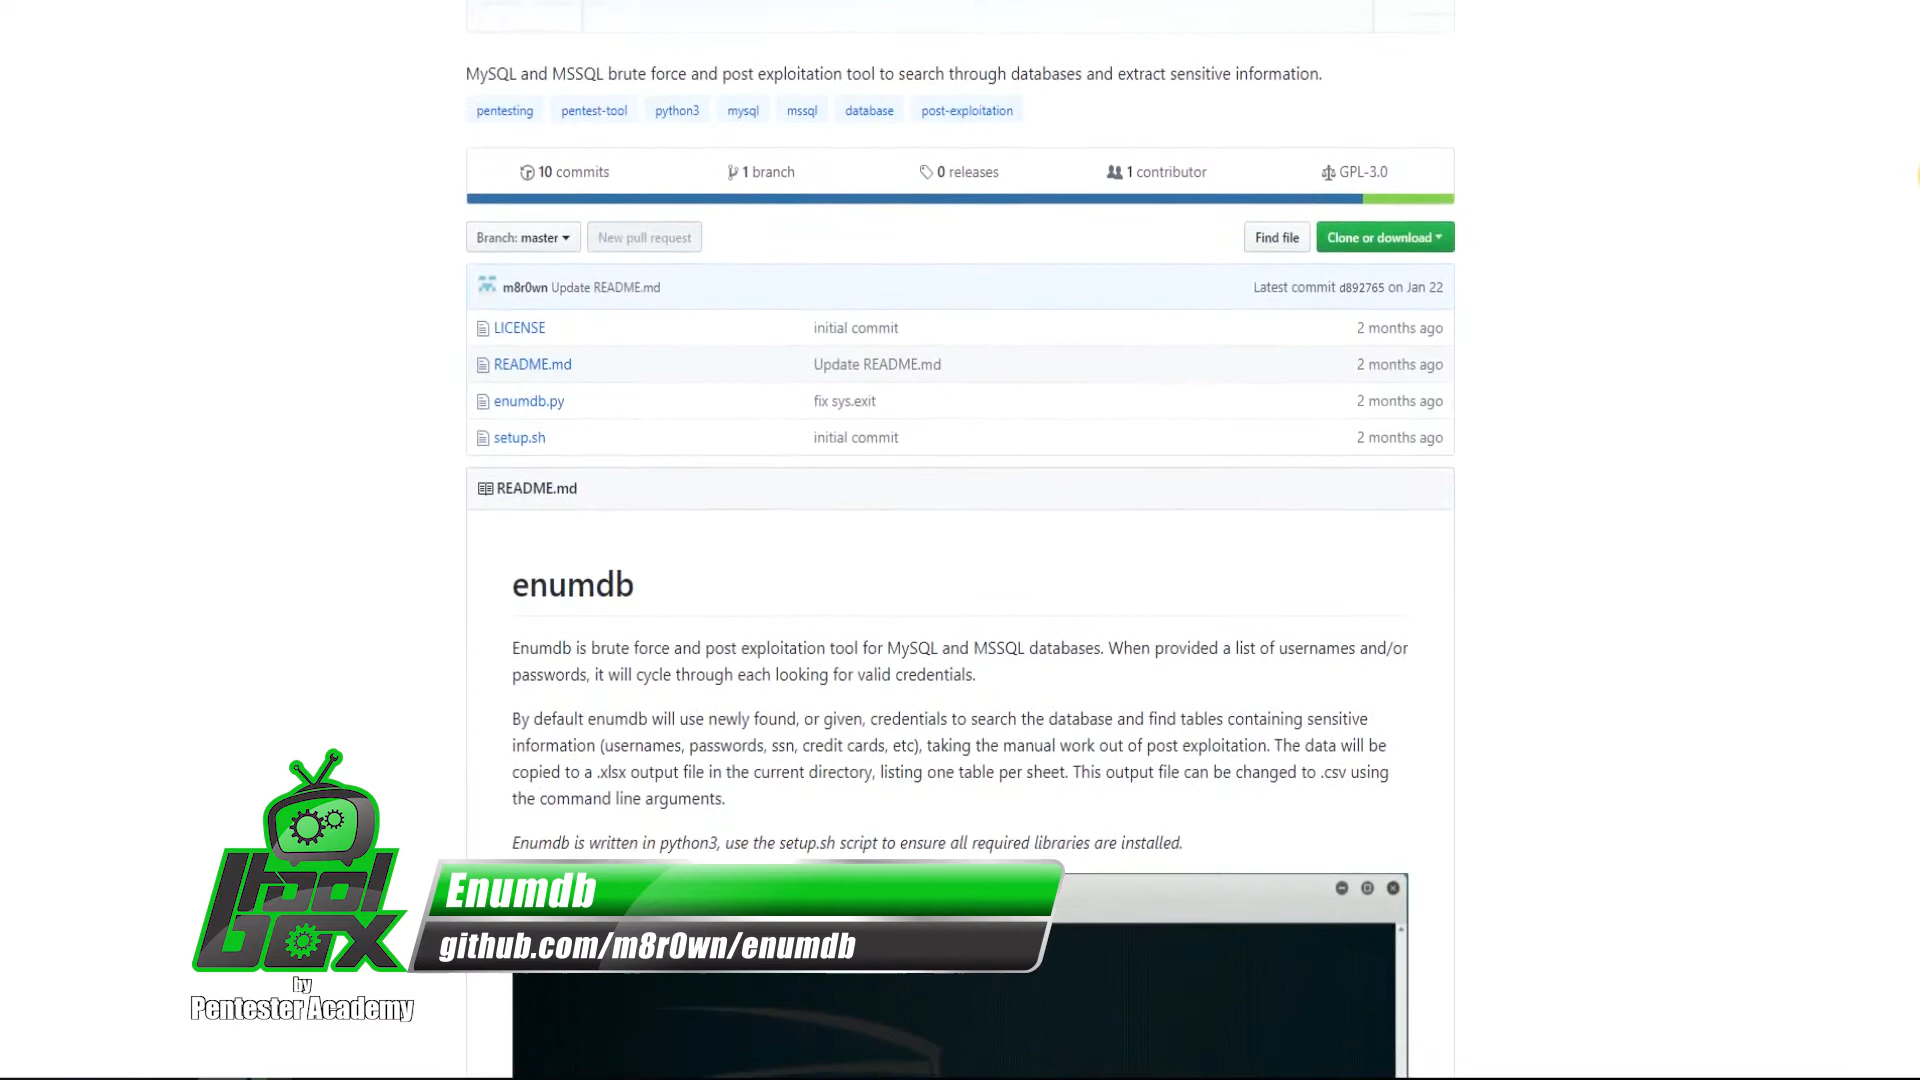 MySQL and MSSQL brute force and post exploitation tool to search through databases and extract sensitive information.
pentesting pentest-tool python3 mysql mssql database post-exploitation
10 commits 1 branch 0 releases 1 contributor GPL-3.0
Branch: master New pull request Find file Clone or download
m8r0wn Update README.md Latest commit d892765 on Jan 22
LICENSE initial commit 2 months ago
README.md Update README.md 2 months ago
enumdb.py fix sys.exit 2 months ago
setup.sh initial commit 2 months ago
README.md
enumdb
Enumdb is brute force and post exploitation tool for MySQL and MSSQL databases. When provided a list of usernames and/or
passwords, it will cycle through each looking for valid credentials.
By default enumdb will use newly found, or given, credentials to search the database and find tables containing sensitive
information (usernames, passwords, ssn, credit cards, etc), taking the manual work out of post exploitation. The data will be
copied to a .xlsx output file in the current directory, listing one table per sheet. This output file can be changed to .csv using
the command line arguments.
Enumdb is written in python3, use the setup.sh script to ensure all required libraries are installed.
Enumdb
github.com/m8r0wn/enumdb
tool
box
by
Pentester Academy